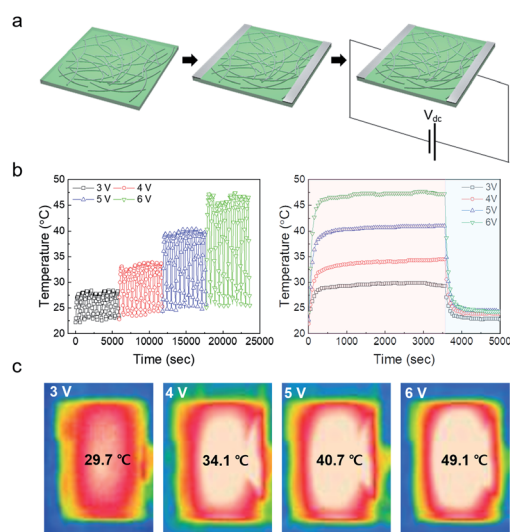 a
V dc
b
3 V 4 V
5 V 6 V
50
45
40
35
30
25
20
0 5000 10000 15000 20000 25000
Temperature (°C)
Time (sec)
3V
4V
5V
6V
50
45
40
35
30
25
20
0 1000 2000 3000 4000 5000
Temperature (°C)
Time (sec)
c
3 V 4 V 5 V 6 V
29.7 ℃ 34.1 ℃ 40.7 ℃ 49.1 ℃